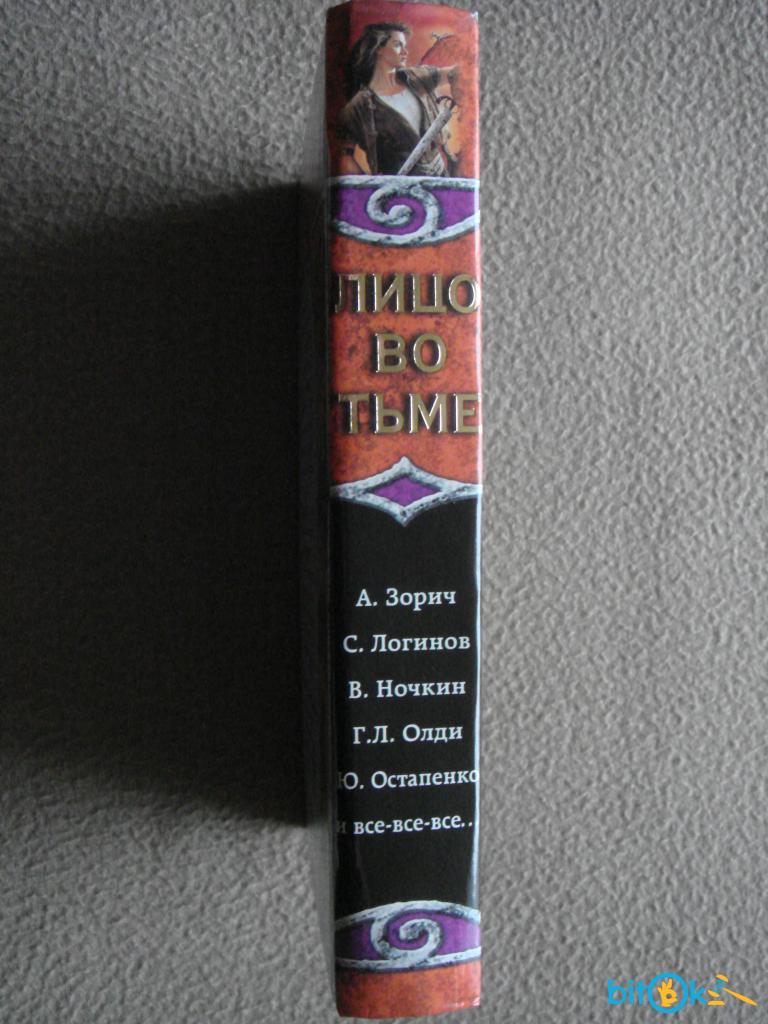 ЛИЦО
ВО
ТЬМЕ
А. Зорич
С. Логинов
В. Ночкин
Г.Л. Олди
Ю. Остапенко
и все-все-все...
bitOk